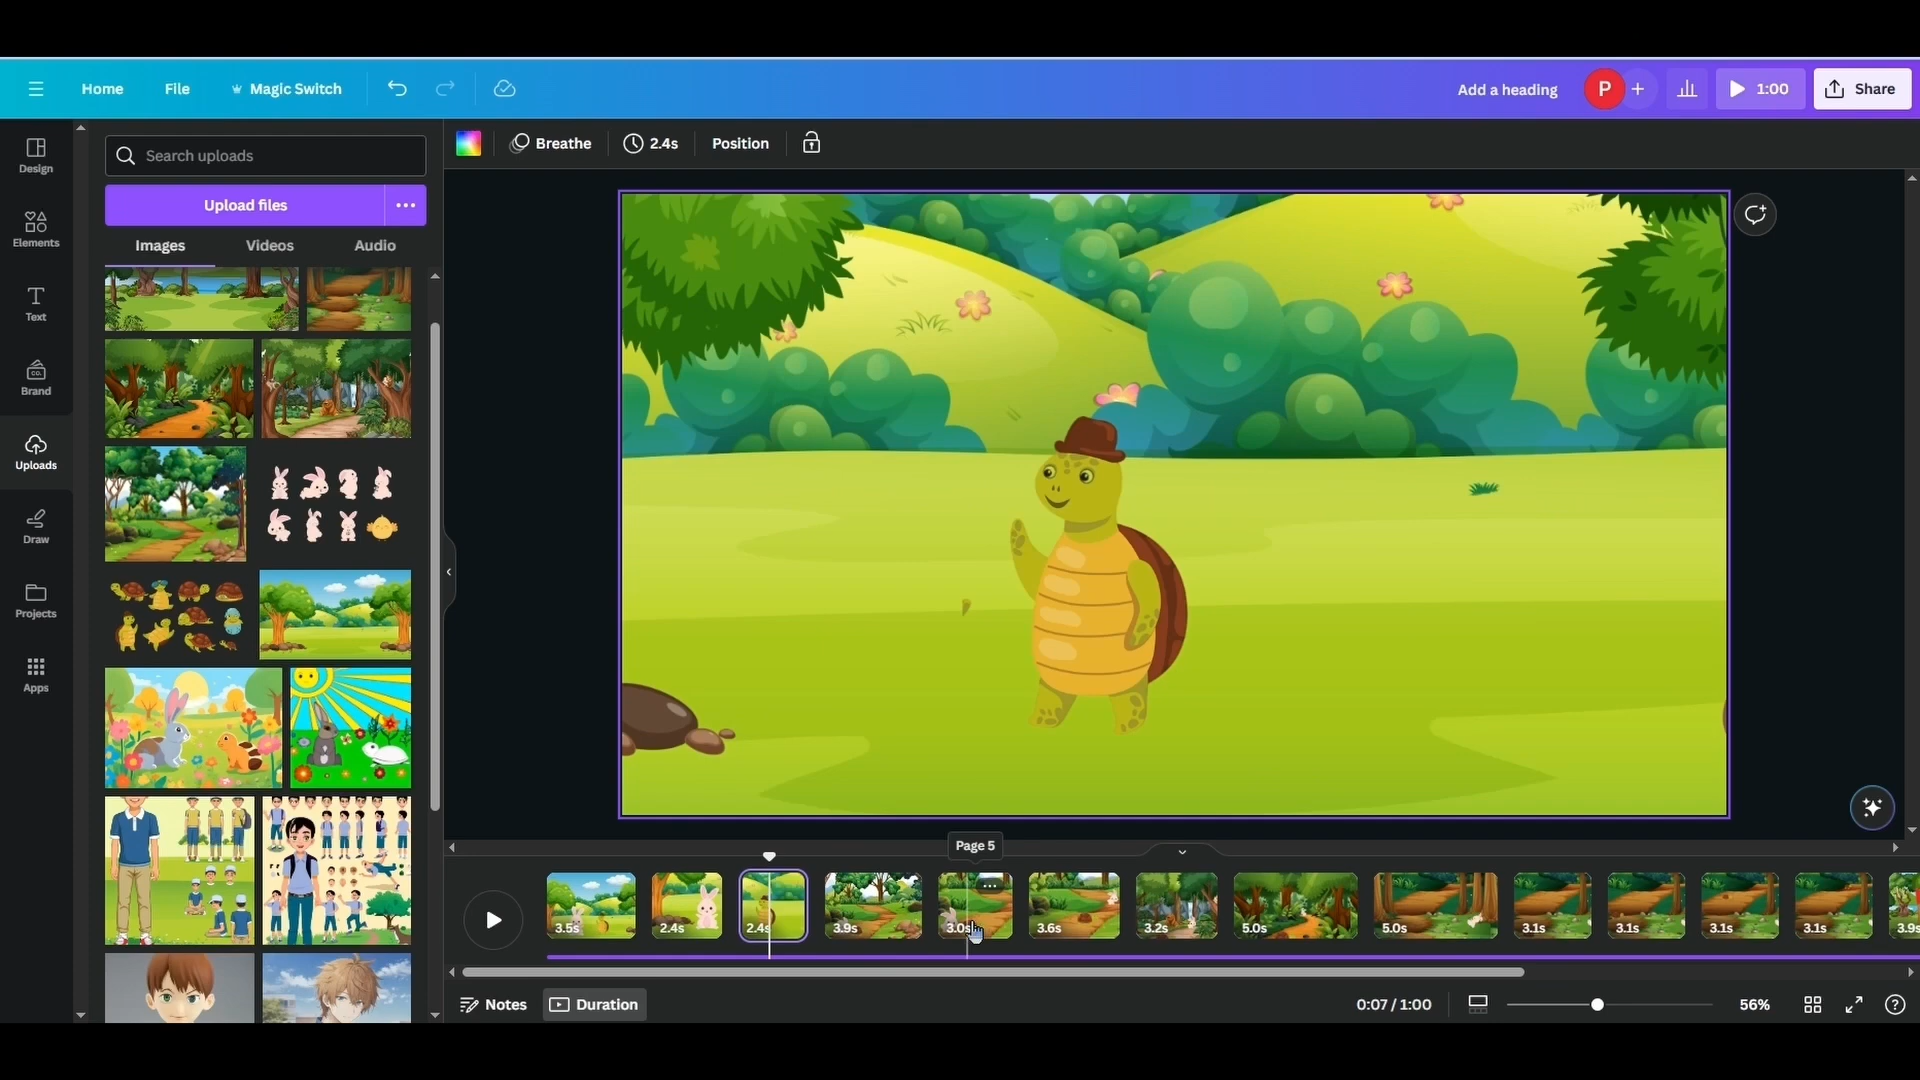 Home File Magic Switch Add a heading P + 1:00 Share
Design
Elements
Text
Brand
Uploads
Draw
Projects
Apps
Search uploads
Upload files
Images Videos Audio
Breathe 2.4s Position
CO.
Page 5
3.5s 2.4s 2.4s 3.9s 3.0s 3.6s 3.2s 5.0s 5.0s 3.1s 3.1s 3.1s 3.1s 3.9s
Notes Duration 0:07 / 1:00 56%